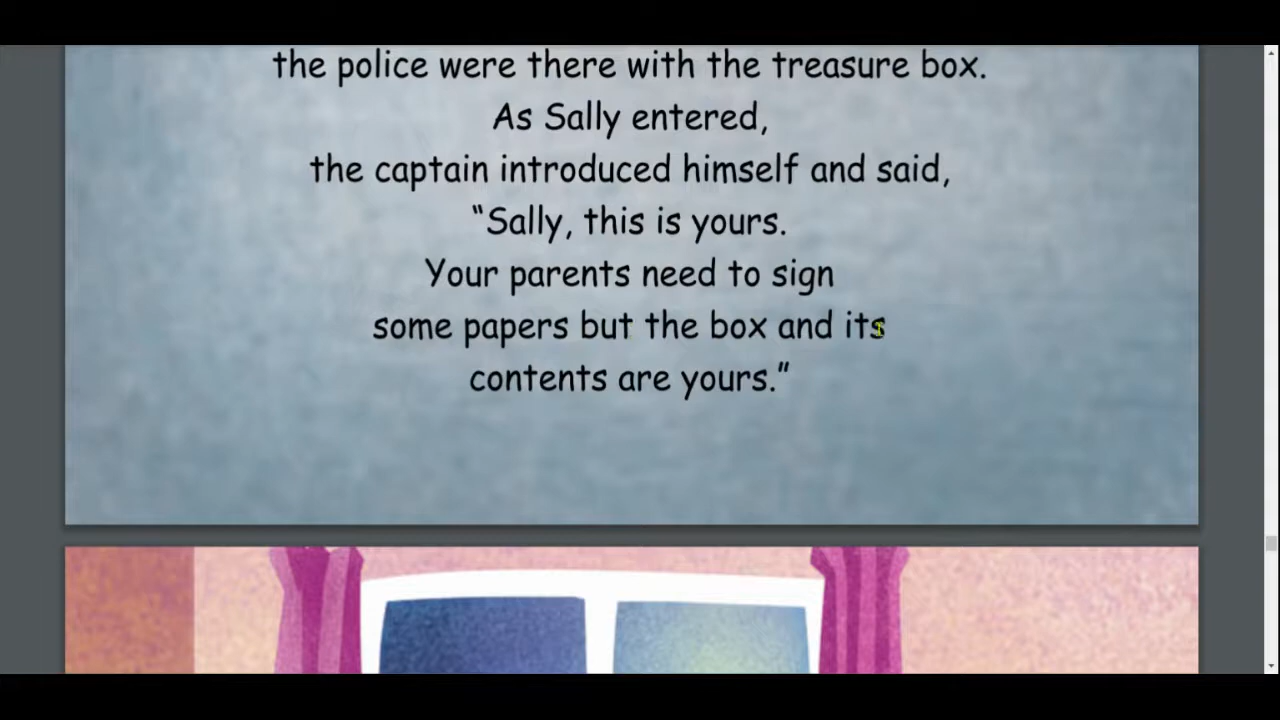 the police were there with the treasure box.
As Sally entered,
the captain introduced himself and said,
“Sally, this is yours.
Your parents need to sign
some papers but the box and its
contents are yours.”